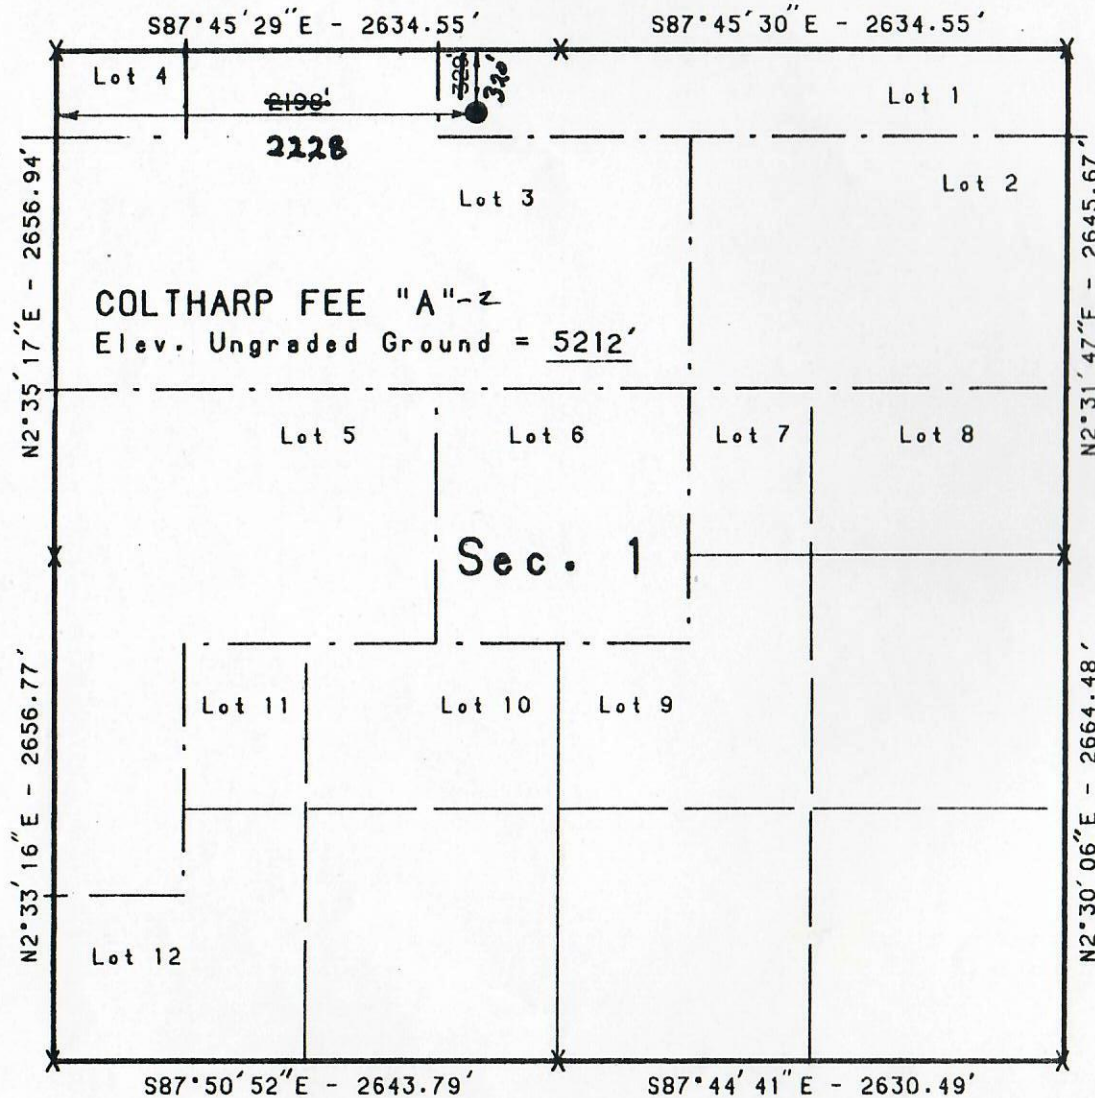 S87°45'29"E - 2634.55' S87°45'30"E - 2634.55'
Lot 4
2198'
2228
320'
Lot 1
Lot 2
Lot 3
N2°35'17"E - 2656.94'
N2°31'47"E - 2645.67'
COLTHARP FEE "A"-2
Elev. Ungraded Ground = 5212'
Lot 5 Lot 6 Lot 7 Lot 8
Sec. 1
Lot 11 Lot 10 Lot 9
N2°33'16"E - 2656.77'
N2°30'06"E - 2664.48'
Lot 12
S87°50'52"E - 2643.79' S87°44'41"E - 2630.49'